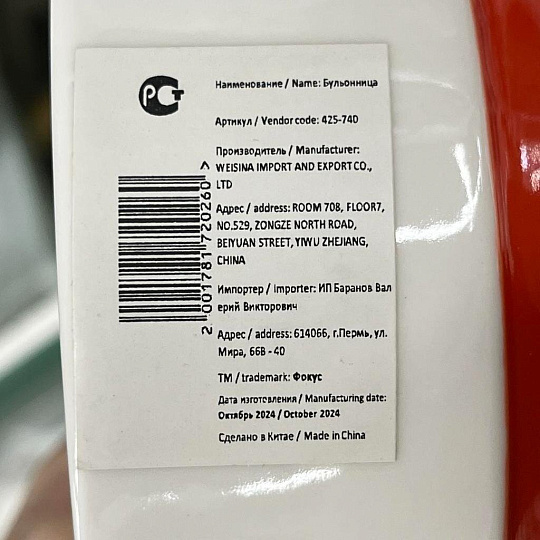 РСТ
Наименование / Name: Бульонница
Артикул / Vendor code: 425-740
Производитель / Manufacturer:
WEISINA IMPORT AND EXPORT CO.,
LTD
Адрес / address: ROOM 708, FLOOR7,
NO.529, ZONGZE NORTH ROAD,
BEIYUAN STREET, YIWU ZHEJIANG,
CHINA
Импортер / Importer: ИП Баранов Вал
ерий Викторович
Адрес / address: 614066, г.Пермь, ул.
Мира, 66В - 40
ТМ / trademark: Фокус
Дата изготовления / Manufacturing date:
Октябрь 2024 / October 2024
Сделано в Китае / Made in China
2 001781 720260 >